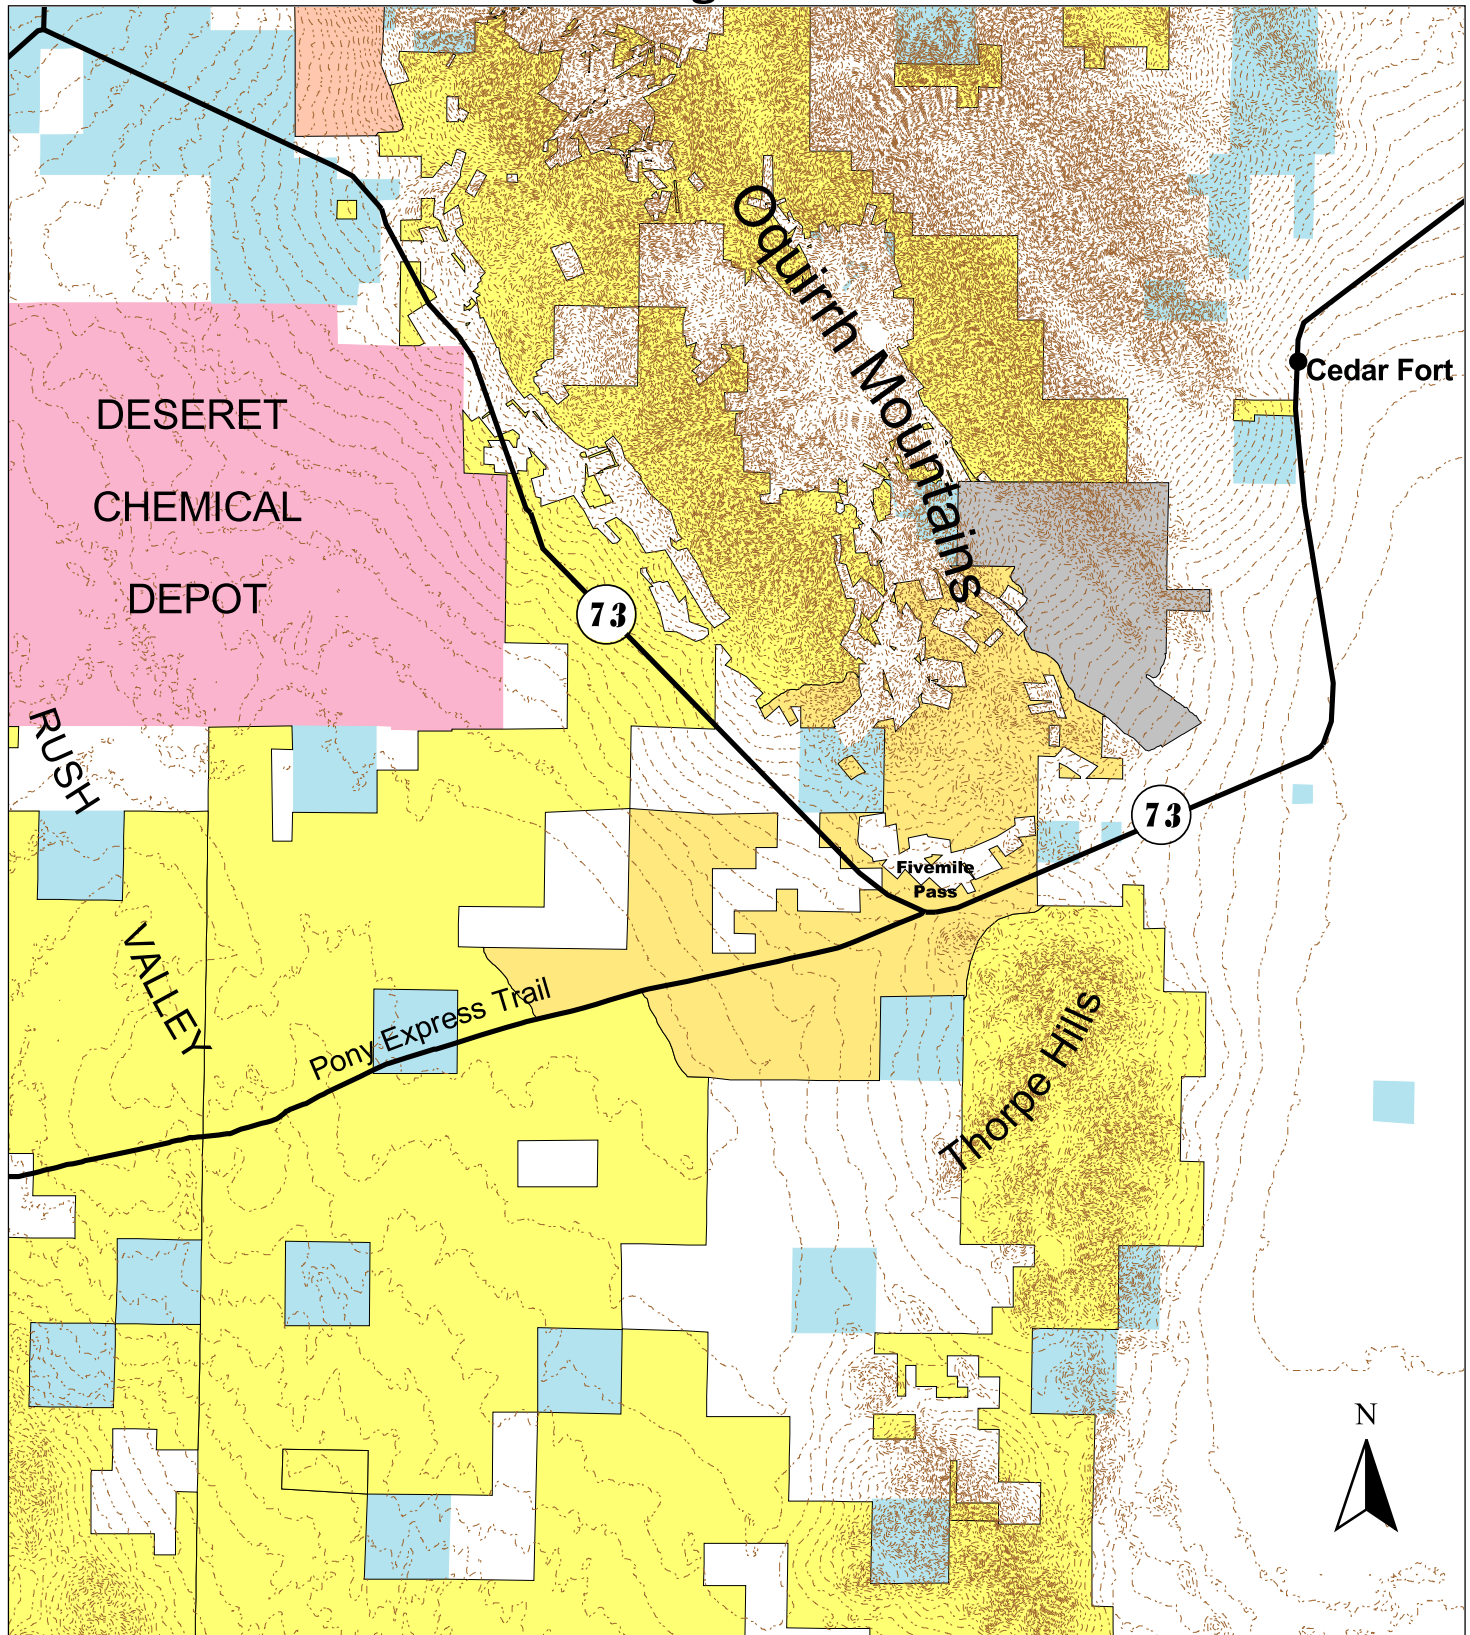 Oquirrh Mountains
Cedar Fort
DESERET
CHEMICAL
DEPOT
73
RUSH
73
Fivemile
Pass
VALLEY
Pony Express Trail
Thorpe Hills
N